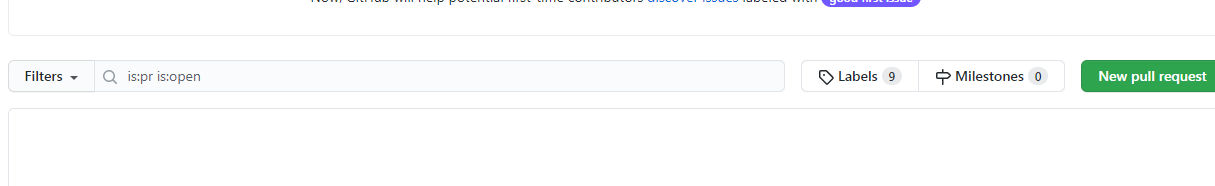 Now, GitHub will help potential first-time contributors discover issues labeled with good first issue
Filters is:pr is:open Labels 9 Milestones 0 New pull request